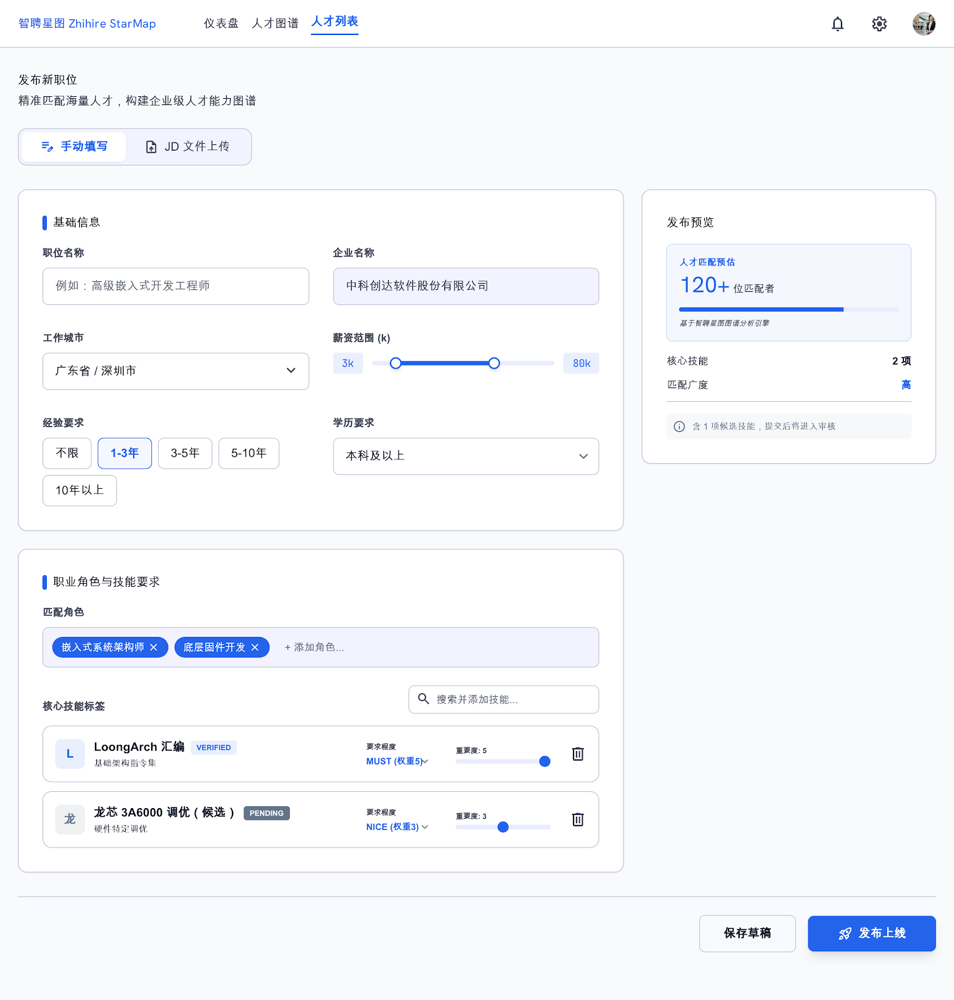 智聘星图 Zhihire StarMap
仪表盘
人才图谱
人才列表
发布新职位
精准匹配海量人才，构建企业级人才能力图谱
手动填写
JD 文件上传
基础信息
职位名称
例如：高级嵌入式开发工程师
企业名称
中科创达软件股份有限公司
工作城市
广东省 / 深圳市
薪资范围 (k)
3k
80k
经验要求
不限
1-3年
3-5年
5-10年
10年以上
学历要求
本科及以上
发布预览
人才匹配预估
120+ 位匹配者
基于智聘星图图谱分析引擎
核心技能
2 项
匹配广度
高
含 1 项候选技能，提交后将进入审核
职业角色与技能要求
匹配角色
嵌入式系统架构师
底层固件开发
+ 添加角色...
核心技能标签
搜索并添加技能...
L
LoongArch 汇编 VERIFIED
基础架构指令集
要求程度
MUST (权重5)
重要度: 5
龙
龙芯 3A6000 调优（候选） PENDING
硬件特定调优
要求程度
NICE (权重3)
重要度: 3
保存草稿
发布上线